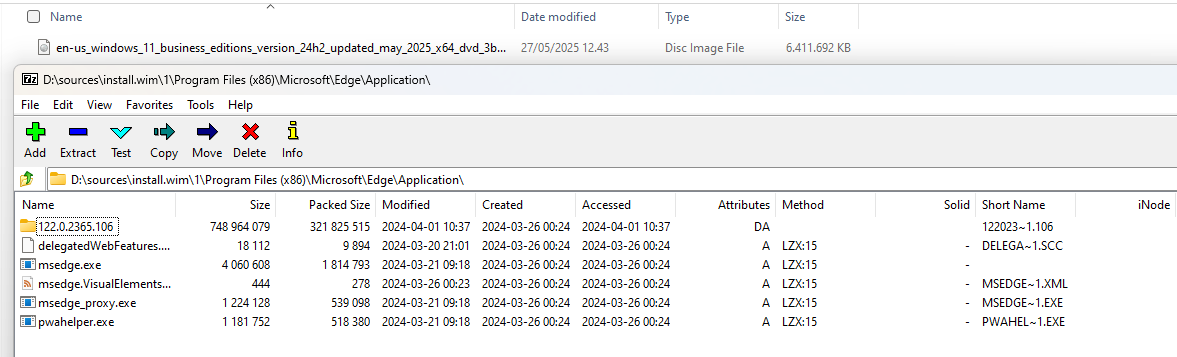 Name Date modified Type Size
en-us_windows_11_business_editions_version_24h2_updated_may_2025_x64_dvd_3b... 27/05/2025 12.43 Disc Image File 6.411.692 KB
D:\sources\install.wim\1\Program Files (x86)\Microsoft\Edge\Application\
File Edit View Favorites Tools Help
Add Extract Test Copy Move Delete Info
D:\sources\install.wim\1\Program Files (x86)\Microsoft\Edge\Application\
Name Size Packed Size Modified Created Accessed Attributes Method Solid Short Name iNode
122.0.2365.106 748 964 079 321 825 515 2024-04-01 10:37 2024-03-26 00:24 2024-04-01 10:37 DA 122023~1.106
delegatedWebFeatures.... 18 112 9 894 2024-03-20 21:01 2024-03-26 00:24 2024-03-26 00:24 A LZX:15 - DELEGA~1.SCC
msedge.exe 4 060 608 1 814 793 2024-03-21 09:18 2024-03-26 00:24 2024-03-26 00:24 A LZX:15 -
msedge.VisualElements... 444 278 2024-03-26 00:23 2024-03-26 00:24 2024-03-26 00:24 A LZX:15 - MSEDGE~1.XML
msedge_proxy.exe 1 224 128 539 098 2024-03-21 09:18 2024-03-26 00:24 2024-03-26 00:24 A LZX:15 - MSEDGE~1.EXE
pwahelper.exe 1 181 752 518 380 2024-03-21 09:18 2024-03-26 00:24 2024-03-26 00:24 A LZX:15 - PWAHEL~1.EXE